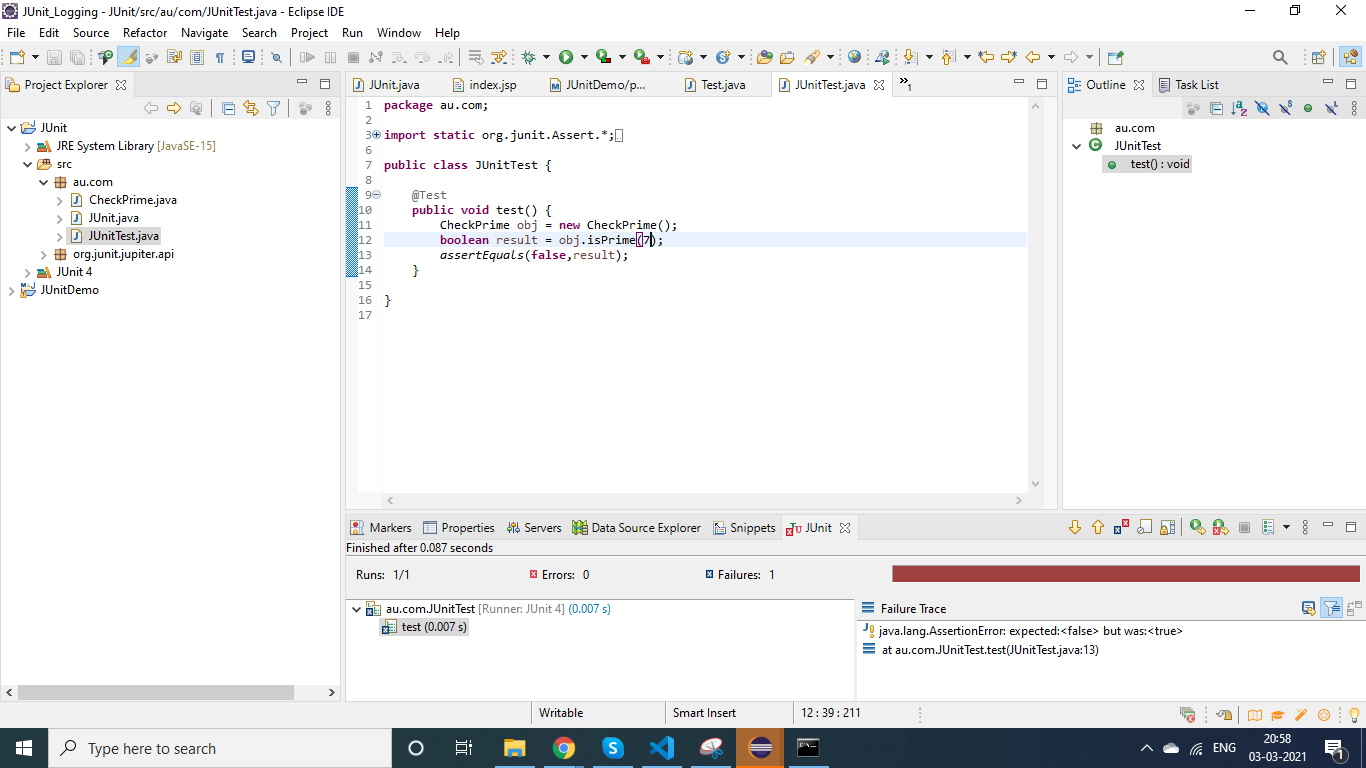 JUnit_Logging - JUnit/src/au/com/JUnitTest.java - Eclipse IDE
File Edit Source Refactor Navigate Search Project Run Window Help
Project Explorer
JUnit
JRE System Library [JavaSE-15]
src
au.com
CheckPrime.java
JUnit.java
JUnitTest.java
org.junit.jupiter.api
JUnit 4
JUnitDemo
JUnit.java index.jsp JUnitDemo/p... Test.java JUnitTest.java »1
1 package au.com;
2
3 import static org.junit.Assert.*;
6
7 public class JUnitTest {
8
9 @Test
10 public void test() {
11 CheckPrime obj = new CheckPrime();
12 boolean result = obj.isPrime(7);
13 assertEquals(false,result);
14 }
15
16 }
17
Outline Task List
au.com
JUnitTest
test() : void
Markers Properties Servers Data Source Explorer Snippets JUnit
Finished after 0.087 seconds
Runs: 1/1 Errors: 0 Failures: 1
au.com.JUnitTest [Runner: JUnit 4] (0.007 s)
test (0.007 s)
Failure Trace
java.lang.AssertionError: expected:<false> but was:<true>
at au.com.JUnitTest.test(JUnitTest.java:13)
Writable Smart Insert 12 : 39 : 211
Type here to search
ENG
20:58
03-03-2021
1